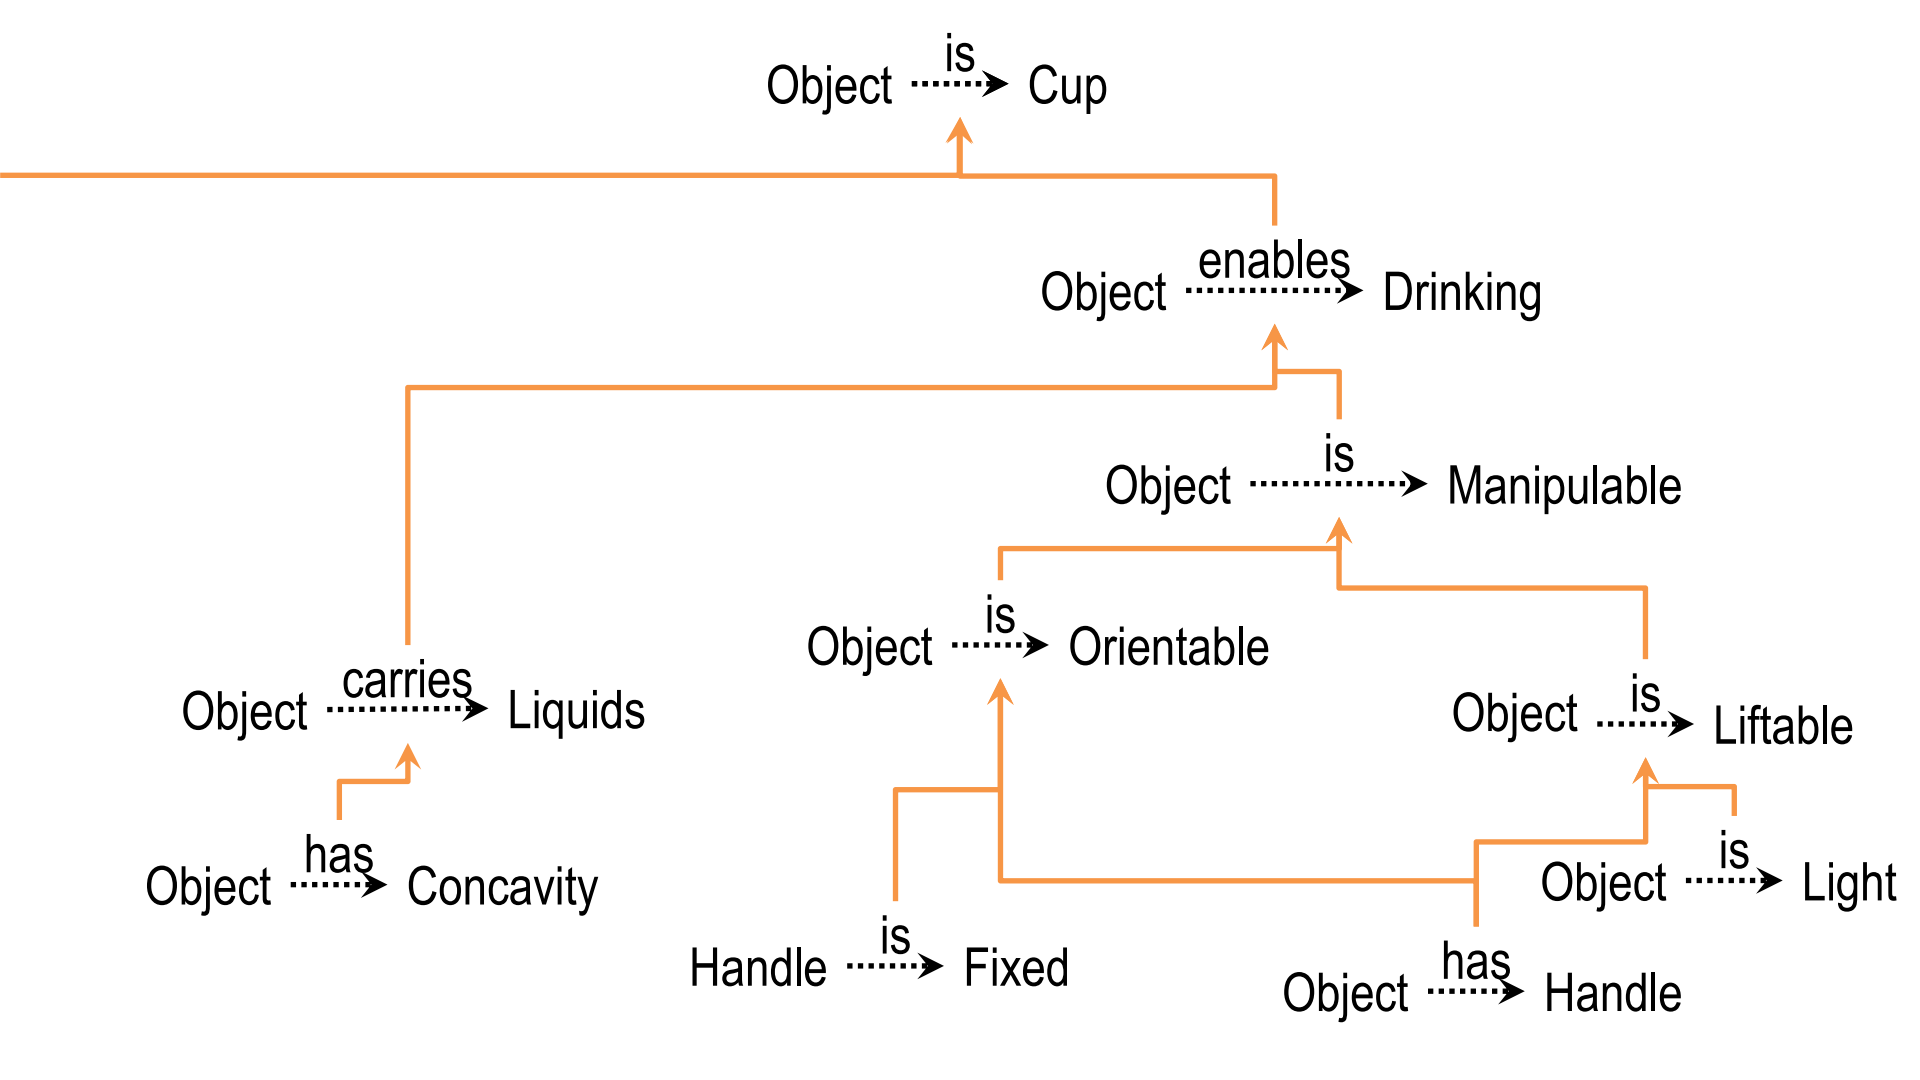 Object is Cup
Object enables Drinking
Object is Manipulable
Object is Orientable
Object carries Liquids
Object is Liftable
Object has Concavity
Object is Light
Handle is Fixed
Object has Handle